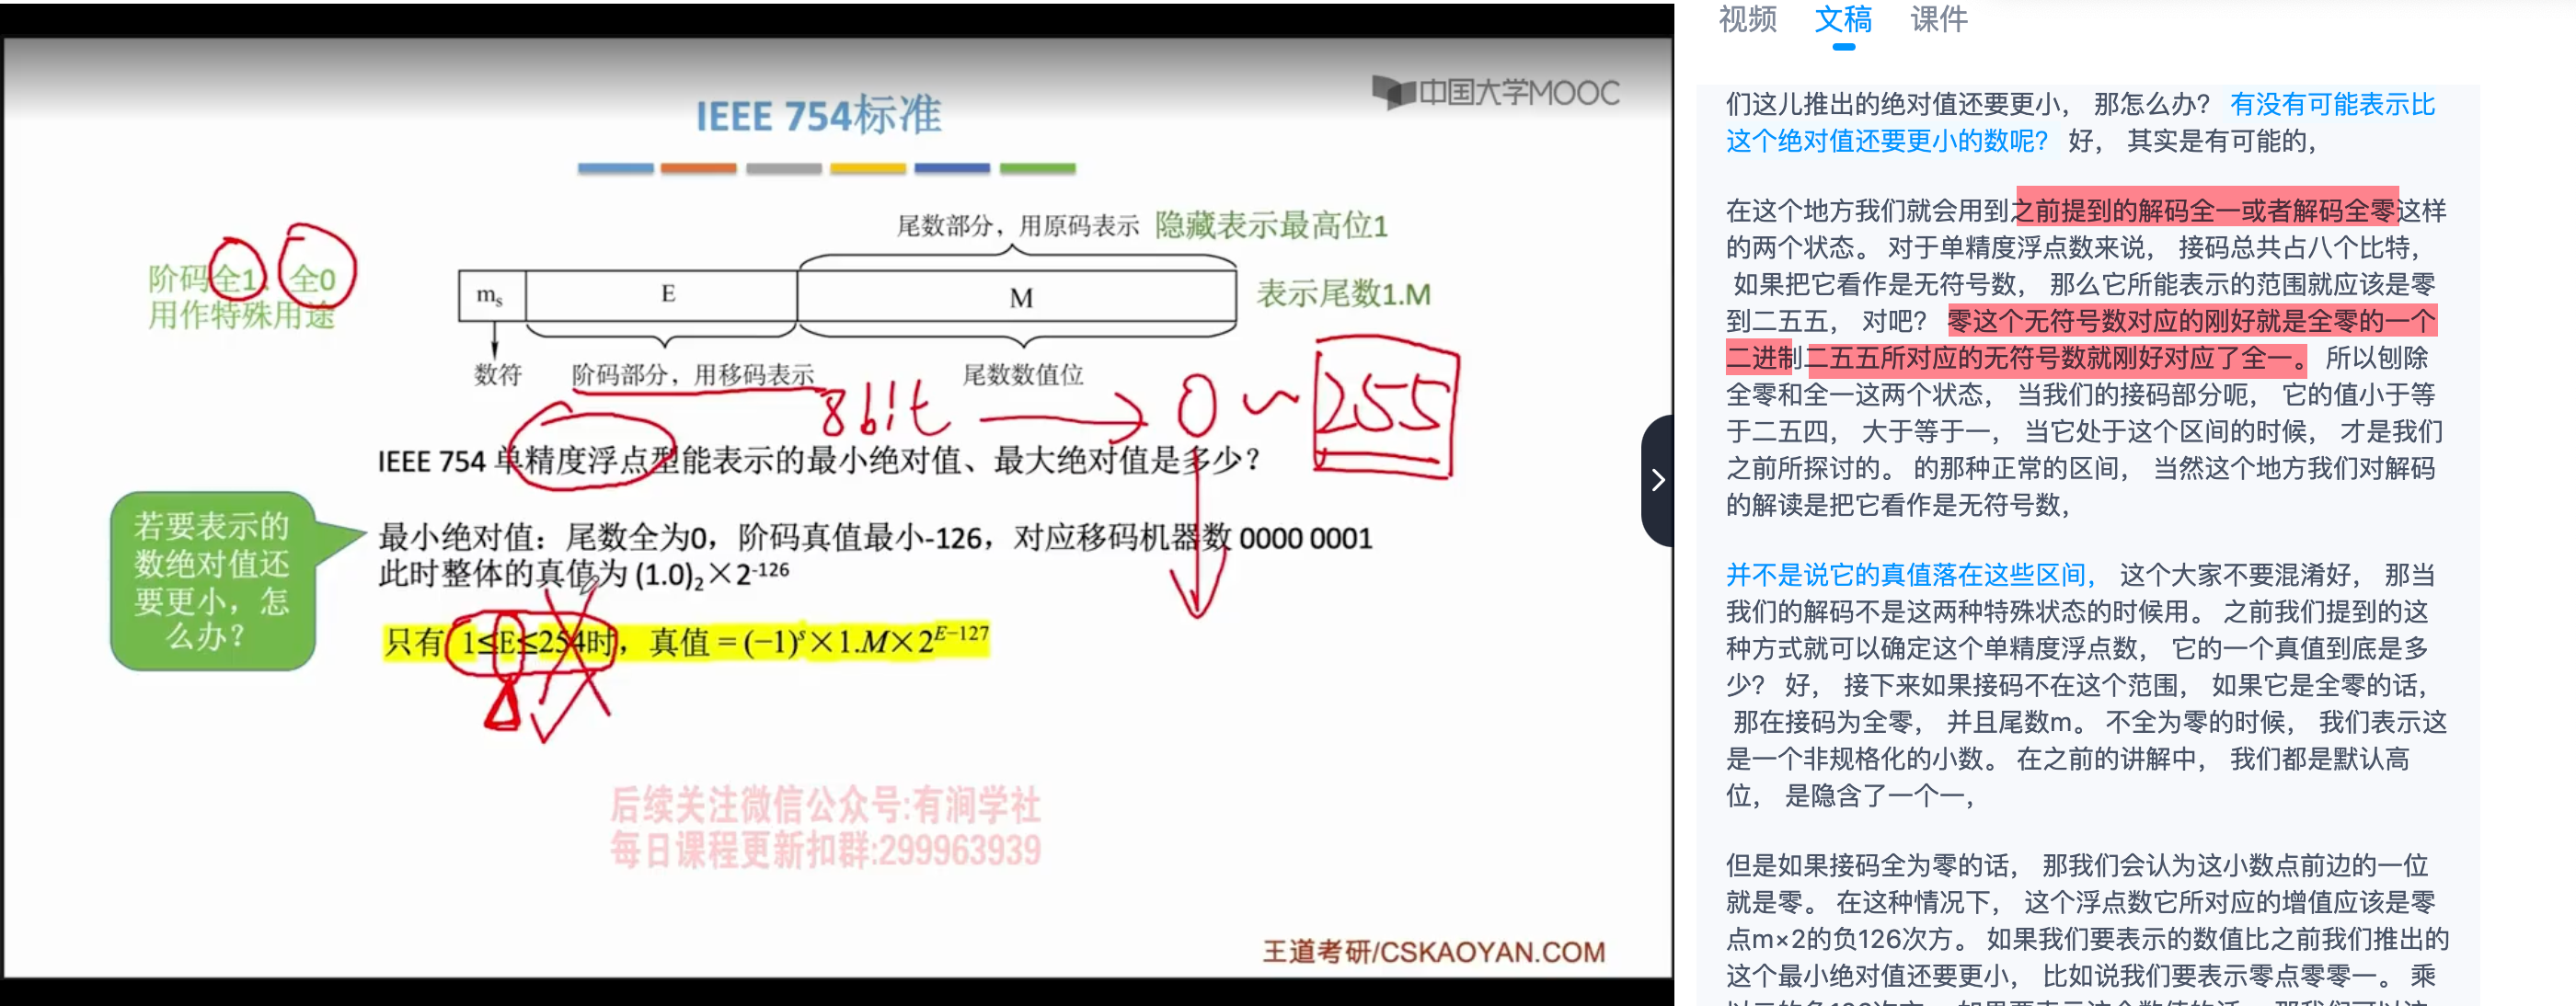 中国大学MOOC
IEEE 754标准
尾数部分，用原码表示 隐藏表示最高位1
阶码全1、全0
用作特殊用途
mₛ E M 表示尾数1.M
数符 阶码部分，用移码表示 尾数数值位
8bit → 0 ~ 255
IEEE 754 单精度浮点型能表示的最小绝对值、最大绝对值是多少？
若要表示的
数绝对值还
要更小，怎
么办？
最小绝对值：尾数全为0，阶码真值最小-126，对应移码机器数 0000 0001
此时整体的真值为 (1.0)₂×2⁻¹²⁶
只有 1≤E≤254时，真值 = (−1)ˢ×1.M×2ᴱ⁻¹²⁷
后续关注微信公众号:有涧学社
每日课程更新扣群:299963939
王道考研/CSKAOYAN.COM
视频 文稿 课件
们这儿推出的绝对值还要更小， 那怎么办？ 有没有可能表示比
这个绝对值还要更小的数呢？ 好， 其实是有可能的，
在这个地方我们就会用到之前提到的解码全一或者解码全零这样
的两个状态。 对于单精度浮点数来说， 接码总共占八个比特，
如果把它看作是无符号数， 那么它所能表示的范围就应该是零
到二五五， 对吧？ 零这个无符号数对应的刚好就是全零的一个
二进制二五五所对应的无符号数就刚好对应了全一。 所以刨除
全零和全一这两个状态， 当我们的接码部分呃， 它的值小于等
于二五四， 大于等于一， 当它处于这个区间的时候， 才是我们
之前所探讨的。 的那种正常的区间， 当然这个地方我们对解码
的解读是把它看作是无符号数，
并不是说它的真值落在这些区间， 这个大家不要混淆好， 那当
我们的解码不是这两种特殊状态的时候用。 之前我们提到的这
种方式就可以确定这个单精度浮点数， 它的一个真值到底是多
少？ 好， 接下来如果接码不在这个范围， 如果它是全零的话，
那在接码为全零， 并且尾数m。 不全为零的时候， 我们表示这
是一个非规格化的小数。 在之前的讲解中， 我们都是默认高
位， 是隐含了一个一，
但是如果接码全为零的话， 那我们会认为这小数点前边的一位
就是零。 在这种情况下， 这个浮点数它所对应的增值应该是零
点m×2的负126次方。 如果我们要表示的数值比之前我们推出的
这个最小绝对值还要更小， 比如说我们要表示零点零零一。 乘